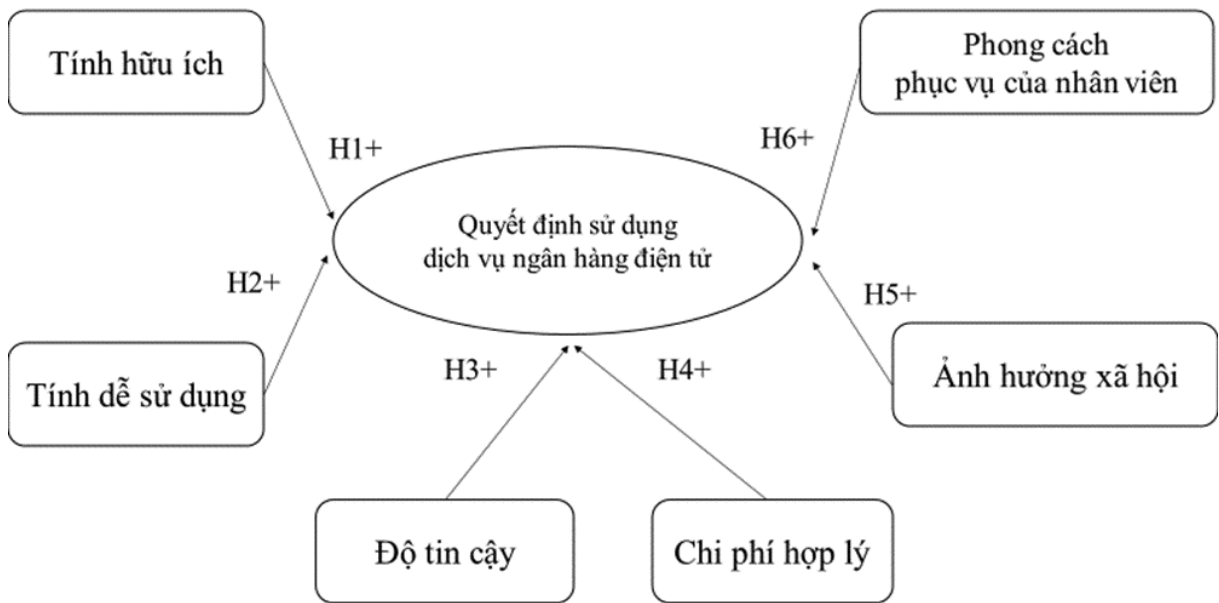 Tính hữu ích
Phong cách
phục vụ của nhân viên
H1+
H6+
Quyết định sử dụng
dịch vụ ngân hàng điện tử
H2+
H5+
Tính dễ sử dụng
H3+
H4+
Ảnh hưởng xã hội
Độ tin cậy
Chi phí hợp lý